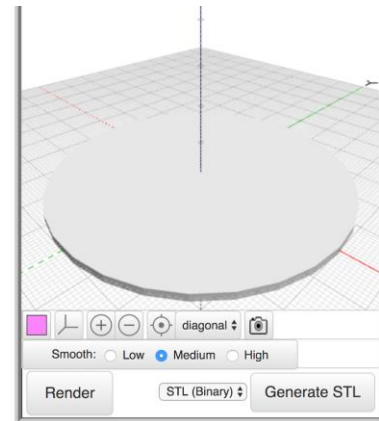 Y
diagonal
Smooth: Low Medium High
Render STL (Binary) Generate STL